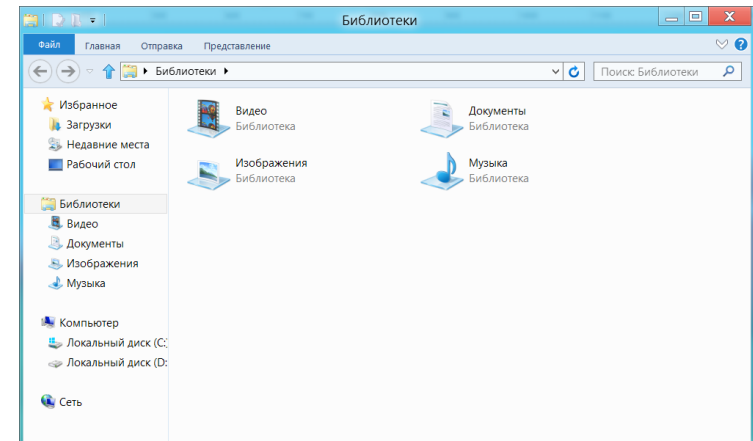 Библиотеки
Файл Главная Отправка Представление
Библиотеки
Поиск: Библиотеки
Избранное
Загрузки
Недавние места
Рабочий стол
Библиотеки
Видео
Документы
Изображения
Музыка
Компьютер
Локальный диск (C:
Локальный диск (D:
Сеть
Видео
Библиотека
Документы
Библиотека
Изображения
Библиотека
Музыка
Библиотека